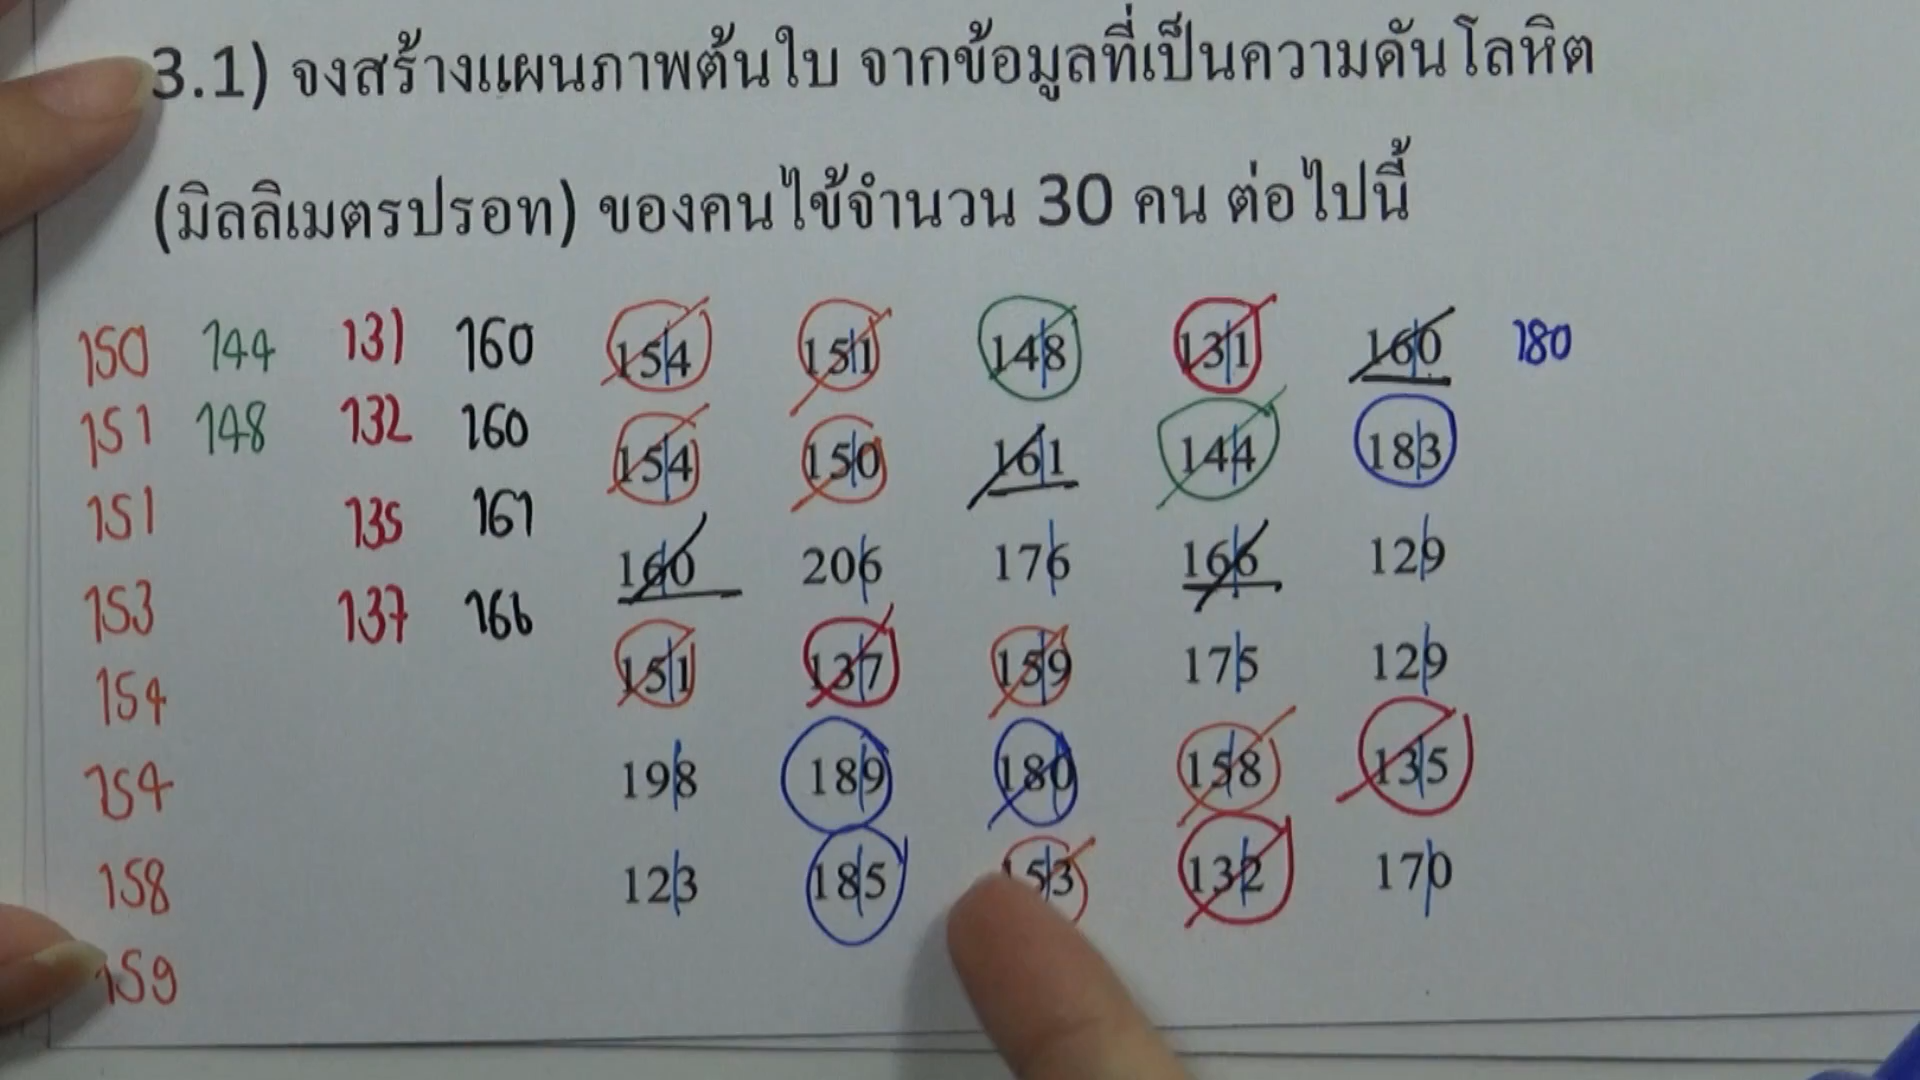 3.1) จงสร้างแผนภาพต้นใบ จากข้อมูลที่เป็นความดันโลหิต
(มิลลิเมตรปรอท) ของคนไข้จำนวน 30 คน ต่อไปนี้
150 144 131 160 154 151 148 131 160 180
151 148 132 160 154 150 161 144 183
151 135 161 160 206 176 166 129
153 137 166 151 137 159 175 129
154 198 189 180 158 135
154 123 185 153 132 170
158
159